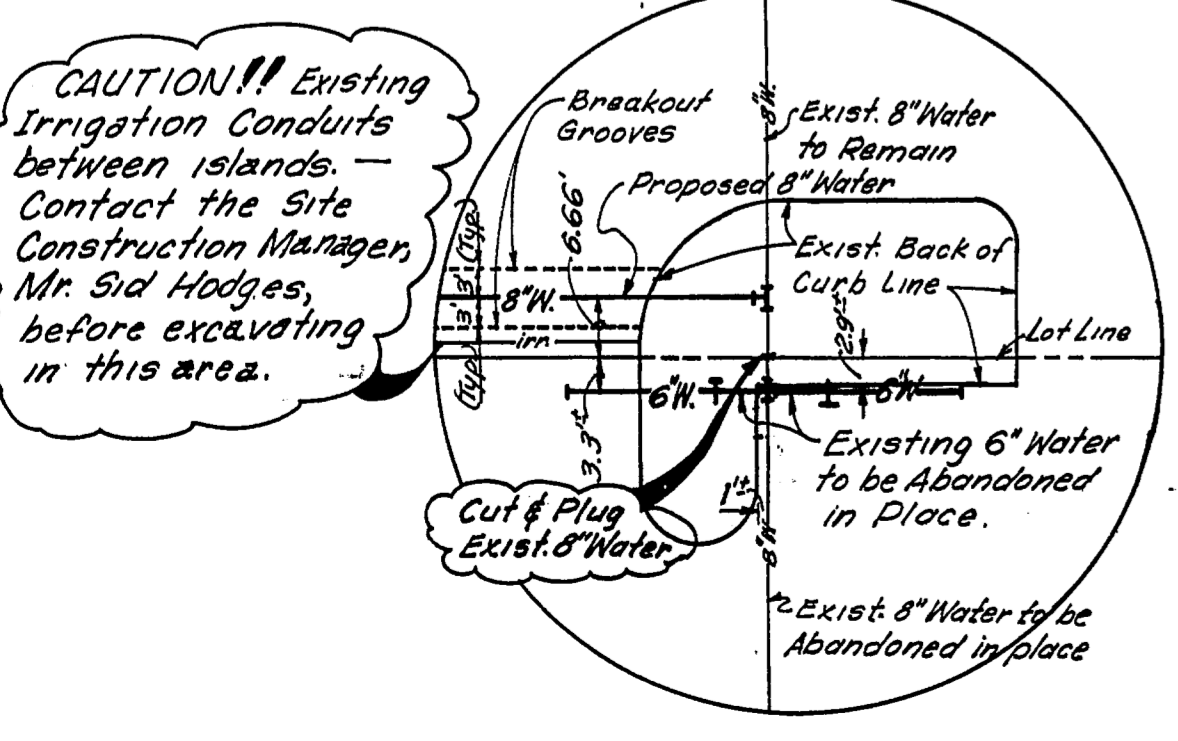 CAUTION!! Existing
Irrigation Conduits
between islands. —
Contact the Site
Construction Manager,
Mr. Sid Hodges,
before excavating
in this area.
Breakout
Grooves
8"W.
Exist. 8" Water
to Remain
Proposed 8" Water
6.66'
(Typ)
3'
3'
(Typ)
8"W.
irr.
Exist. Back of
Curb Line
2.9'±
Lot Line
6"W.
6"W
3.3'±
Existing 6" Water
to be Abandoned
in Place.
1'±
8"W
Cut & Plug
Exist. 8" Water
Exist. 8" Water to be
Abandoned in place